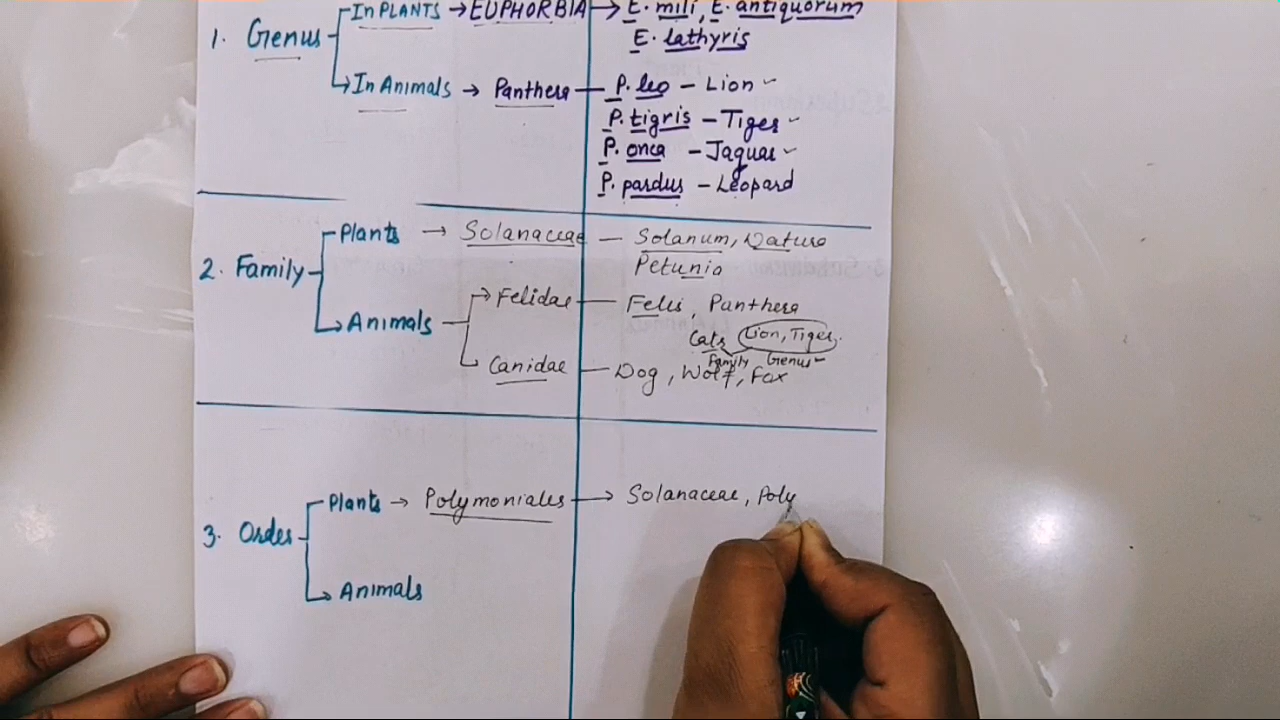 1. Genus In PLANTS → EUPHORBIA → E. mili, E. antiquorum
E. lathyris
In Animals → Panthera — P. leo – Lion
P. tigris – Tiger
P. onca – Jaguar
P. pardus – Leopard
2. Family Plants → Solanaceae — Solanum, Datura
Petunia
Animals Felidae — Felis, Panthera
Cats Lion, Tiger.
Family Genus
Canidae — Dog, Wolf, Fox
3. Order Plants → Polymoniales → Solanaceae, Poly
Animals